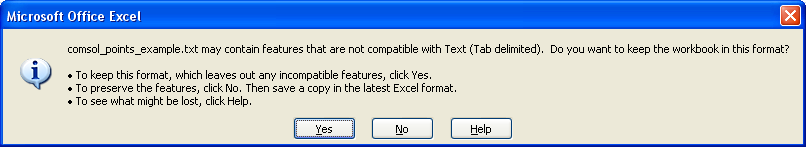 Microsoft Office Excel
comsol_points_example.txt may contain features that are not compatible with Text (Tab delimited).  Do you want to keep the workbook in this format?
• To keep this format, which leaves out any incompatible features, click Yes.
• To preserve the features, click No. Then save a copy in the latest Excel format.
• To see what might be lost, click Help.
Yes No Help